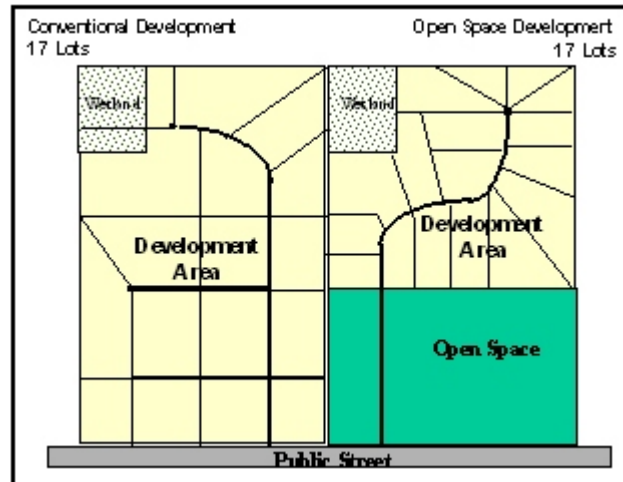 Conventional Development
17 Lots
Open Space Development
17 Lots
Wetland
Wetland
Development
Area
Development
Area
Open Space
Public Street